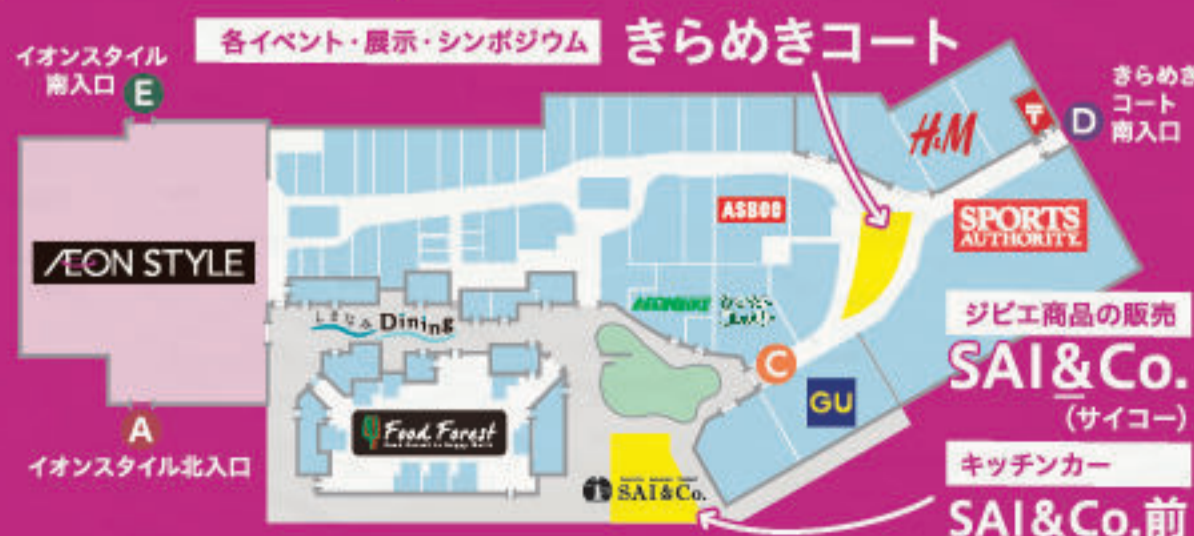 各イベント・展示・シンポジウム
きらめきコート
イオンスタイル
南入口
E
きらめき
コート
南入口
D
〒
H&M
ASBOO
SPORTS
AUTHORITY
ÆON STYLE
しまなみ Dining
C
GU
ジビエ商品の販売
SAI&Co.
(サイコー)
Food Forest
A
イオンスタイル北入口
SAI&Co.
キッチンカー
SAI&Co.前